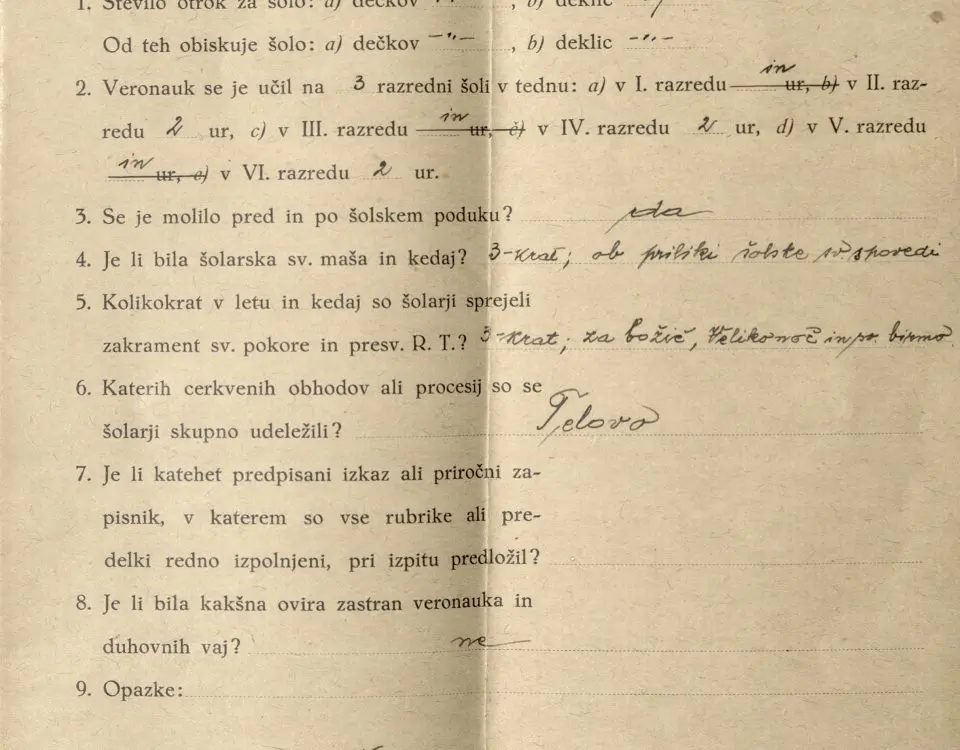 1. Število otrok za šolo: a) dečkov , b) deklic
Od teh obiskuje šolo: a) dečkov —"— , b) deklic —"—
2. Veronauk se je učil na 3 razredni šoli v tednu: a) v I. razredu in ur, b) v II. raz-
redu 2 ur, c) v III. razredu in ur, č) v IV. razredu 2 ur, d) v V. razredu
in ur, e) v VI. razredu 2 ur.
3. Se je molilo pred in po šolskem poduku? da
4. Je li bila šolarska sv. maša in kedaj? 3-krat; ob priliki šolske sv. spovedi
5. Kolikokrat v letu in kedaj so šolarji sprejeli
zakrament sv. pokore in presv. R. T.? 3-krat; za božič, Velikonoč in pr. birmo
6. Katerih cerkvenih obhodov ali procesij so se
šolarji skupno udeležili? Telovo
7. Je li katehet predpisani izkaz ali priročni za-
pisnik, v katerem so vse rubrike ali pre-
delki redno izpolnjeni, pri izpitu predložil?
8. Je li bila kakšna ovira zastran veronauka in
duhovnih vaj? ne
9. Opazke: